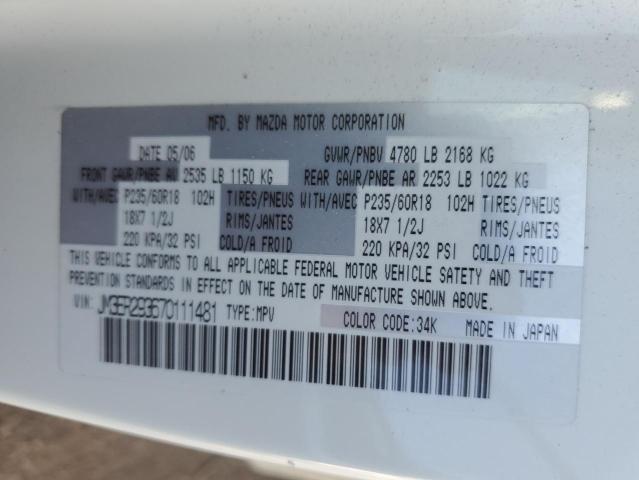 MFD. BY MAZDA MOTOR CORPORATION
DATE 05/06 GVWR/PNBV 4780 LB 2168 KG
FRONT GAWR/PNBE AV 2535 LB 1150 KG REAR GAWR/PNBE AR 2253 LB 1022 KG
WITH/AVEC P235/60R18 102H TIRES/PNEUS WITH/AVEC P235/60R18 102H TIRES/PNEUS
18X7 1/2J RIMS/JANTES 18X7 1/2J RIMS/JANTES
220 KPA/32 PSI COLD/A FROID 220 KPA/32 PSI COLD/A FROID
THIS VEHICLE CONFORMS TO ALL APPLICABLE FEDERAL MOTOR VEHICLE SAFETY AND THEFT
PREVENTION STANDARDS IN EFFECT ON THE DATE OF MANUFACTURE SHOWN ABOVE.
VIN: JM3ER293670111481 TYPE:MPV COLOR CODE:34K MADE IN JAPAN